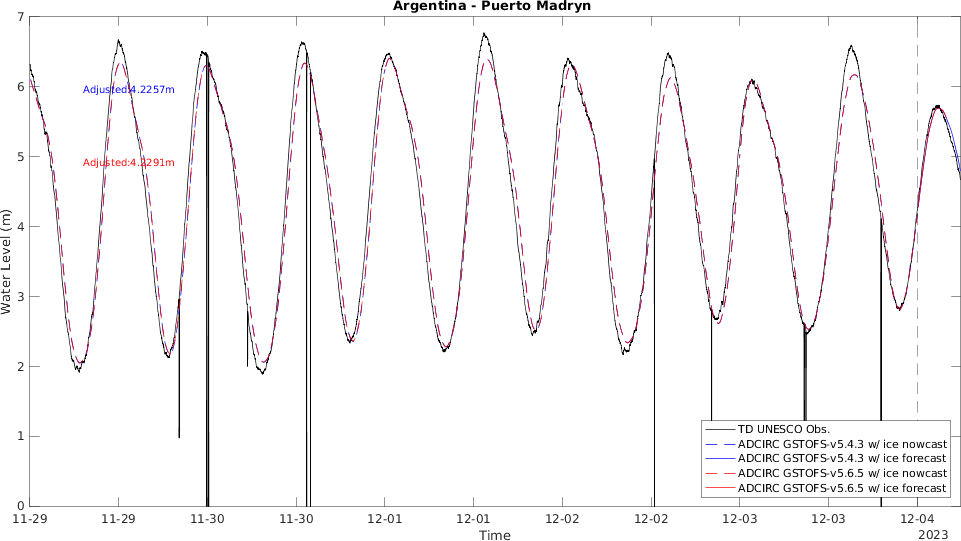 Argentina - Puerto Madryn
7
6
5
4
3
2
1
0
Water Level (m)
Adjusted:4.2257m
Adjusted:4.2291m
TD UNESCO Obs.
ADCIRC GSTOFS-v5.4.3 w/ ice nowcast
ADCIRC GSTOFS-v5.4.3 w/ ice forecast
ADCIRC GSTOFS-v5.6.5 w/ ice nowcast
ADCIRC GSTOFS-v5.6.5 w/ ice forecast
11-29 11-29 11-30 11-30 12-01 12-01 12-02 12-02 12-03 12-03 12-04
Time
2023